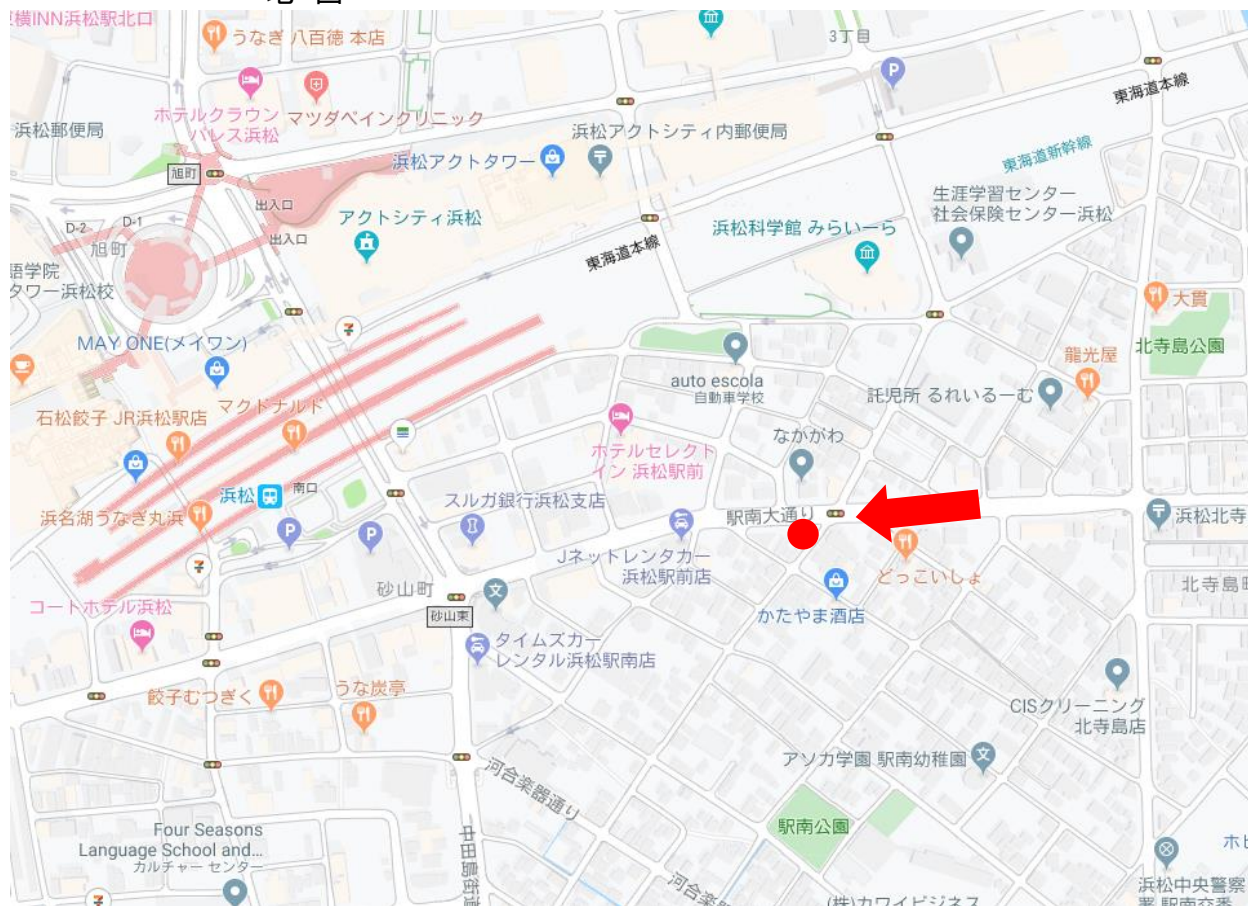 横INN浜松駅北口
うなぎ 八百徳 本店
3丁目
東海道本線
ホテルクラウン
パレス浜松
マツダペインクリニック
浜松郵便局
浜松アクトシティ内郵便局
浜松アクトタワー
東海道新幹線
旭町
生涯学習センター
社会保険センター浜松
出入口
アクトシティ浜松
浜松科学館 みらいーら
D-2
D-1
旭町
出入口
東海道本線
語学院
タワー浜松校
大貫
MAY ONE(メイワン)
北寺島公園
龍光屋
auto escola
自動車学校
託児所 るれいるーむ
石松餃子 JR浜松駅店
マクドナルド
なかがわ
ホテルセレクト
イン 浜松駅前
浜松
南口
スルガ銀行浜松支店
駅南大通り
浜名湖うなぎ丸浜
浜松北寺
Jネットレンタカー
浜松駅前店
どっこいしょ
砂山町
北寺島町
コートホテル浜松
砂山東
かたやま酒店
タイムズカー
レンタル浜松駅南店
餃子むつぎく
うな炭亭
CISクリーニング
北寺島店
アソカ学園 駅南幼稚園
河合楽器通り
駅南公園
Four Seasons
Language School and...
カルチャー センター
中田島街道
河合楽
浜松中央警察
署 駅南交番
(株)カワイビジネス